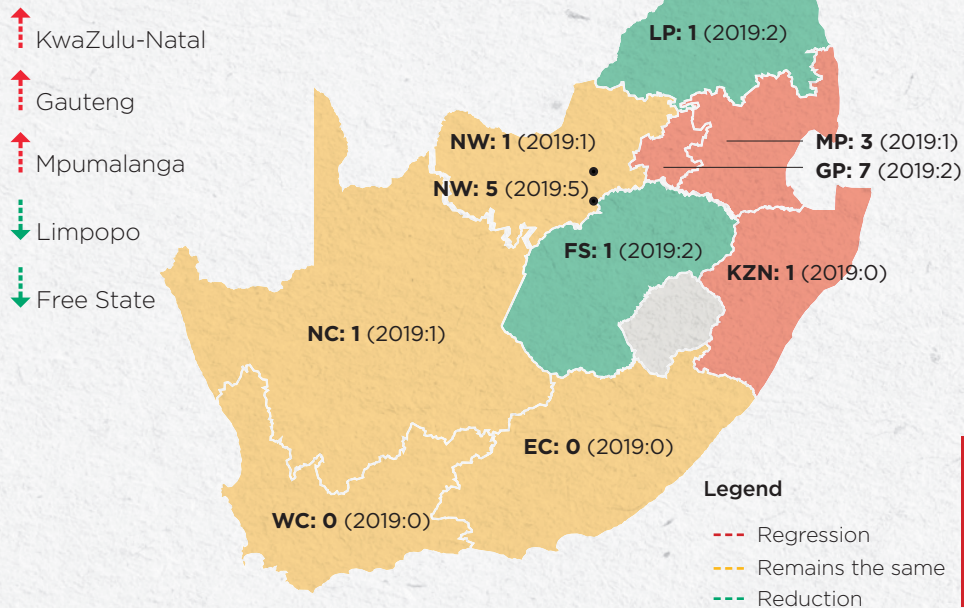 KwaZulu-Natal
Gauteng
Mpumalanga
Limpopo
Free State
LP: 1 (2019:2)
NW: 1 (2019:1)
MP: 3 (2019:1)
GP: 7 (2019:2)
NW: 5 (2019:5)
FS: 1 (2019:2)
KZN: 1 (2019:0)
NC: 1 (2019:1)
EC: 0 (2019:0)
WC: 0 (2019:0)
Legend
Regression
Remains the same
Reduction